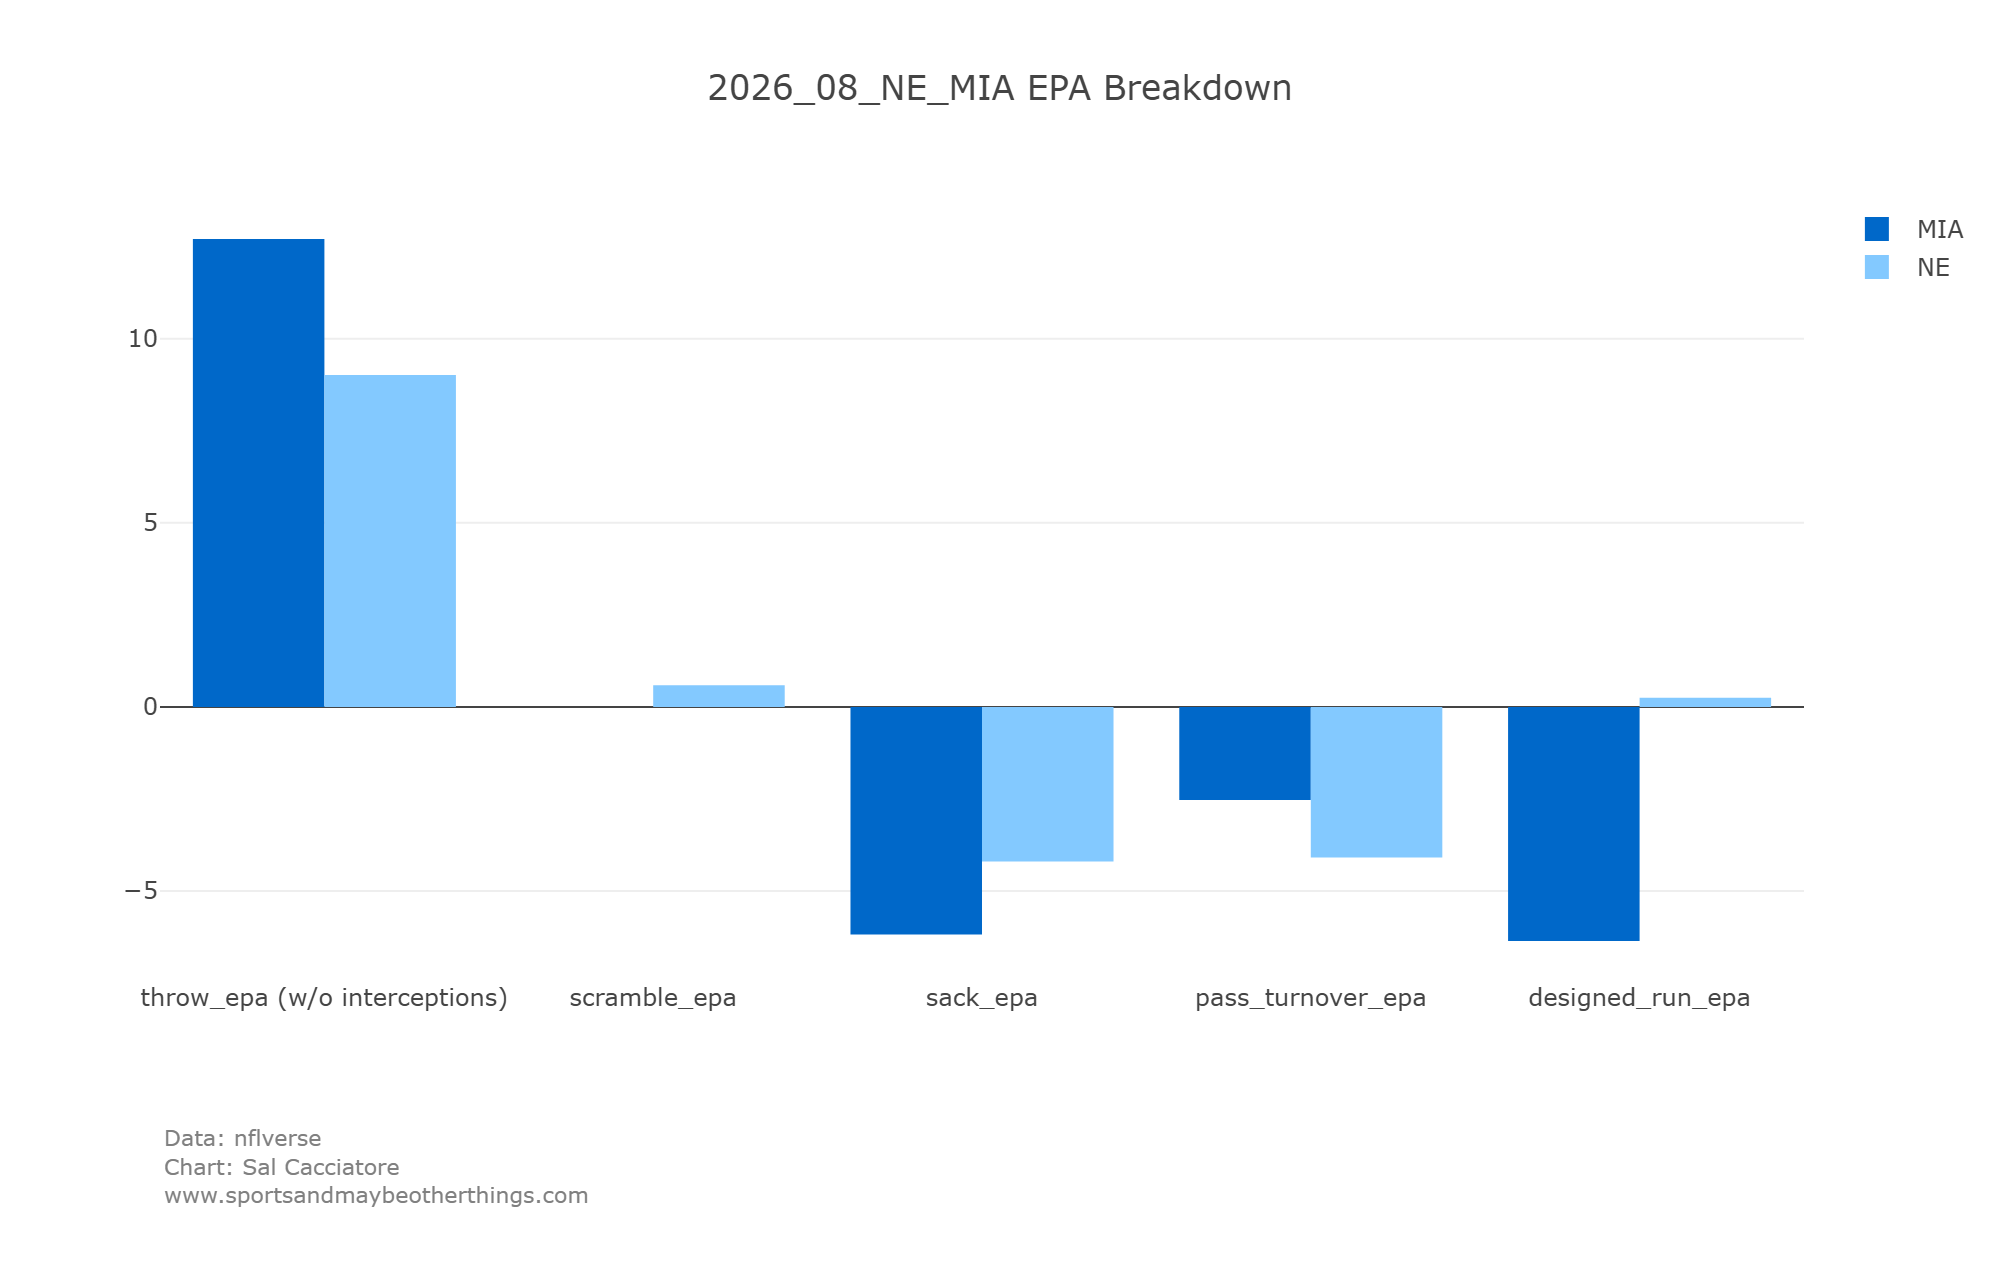 2026_08_NE_MIA EPA Breakdown
MIA
NE
10
5
0
−5
throw_epa (w/o interceptions)
scramble_epa
sack_epa
pass_turnover_epa
designed_run_epa
Data: nflverse
Chart: Sal Cacciatore
www.sportsandmaybeotherthings.com